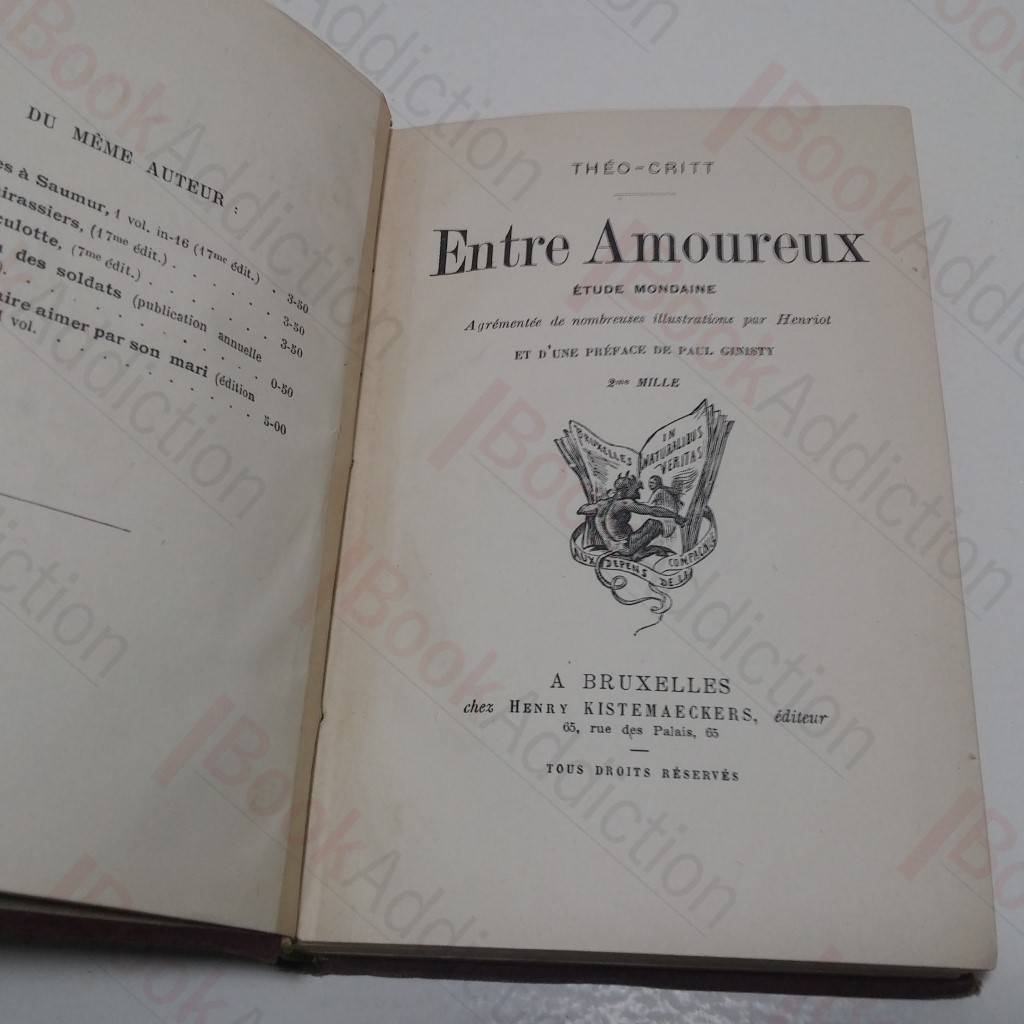 DU MÊME AUTEUR :
es à Saumur, 1 vol. in-16 (17me édit.) 3-50
irassiers, (17me édit.) . . . . . 3-50
culotte, (7me édit.) . . . . . . 3-50
des soldats (publication annuelle
. . . . . . . 0-50
aire aimer par son mari (édition
vol. . . . . . . . 5-00
THÉO-CRITT
Entre Amoureux
ÉTUDE MONDAINE
Agrémentée de nombreuses illustrations par Henriot
ET D'UNE PRÉFACE DE PAUL GINISTY
2me MILLE
BRUXELLES
IN
NATURALIBUS
VERITAS
AUX DEPENS DE LA COMPAGNIE
A BRUXELLES
chez HENRY KISTEMAECKERS, éditeur
65, rue des Palais, 65
TOUS DROITS RÉSERVÉS
BookAddiction